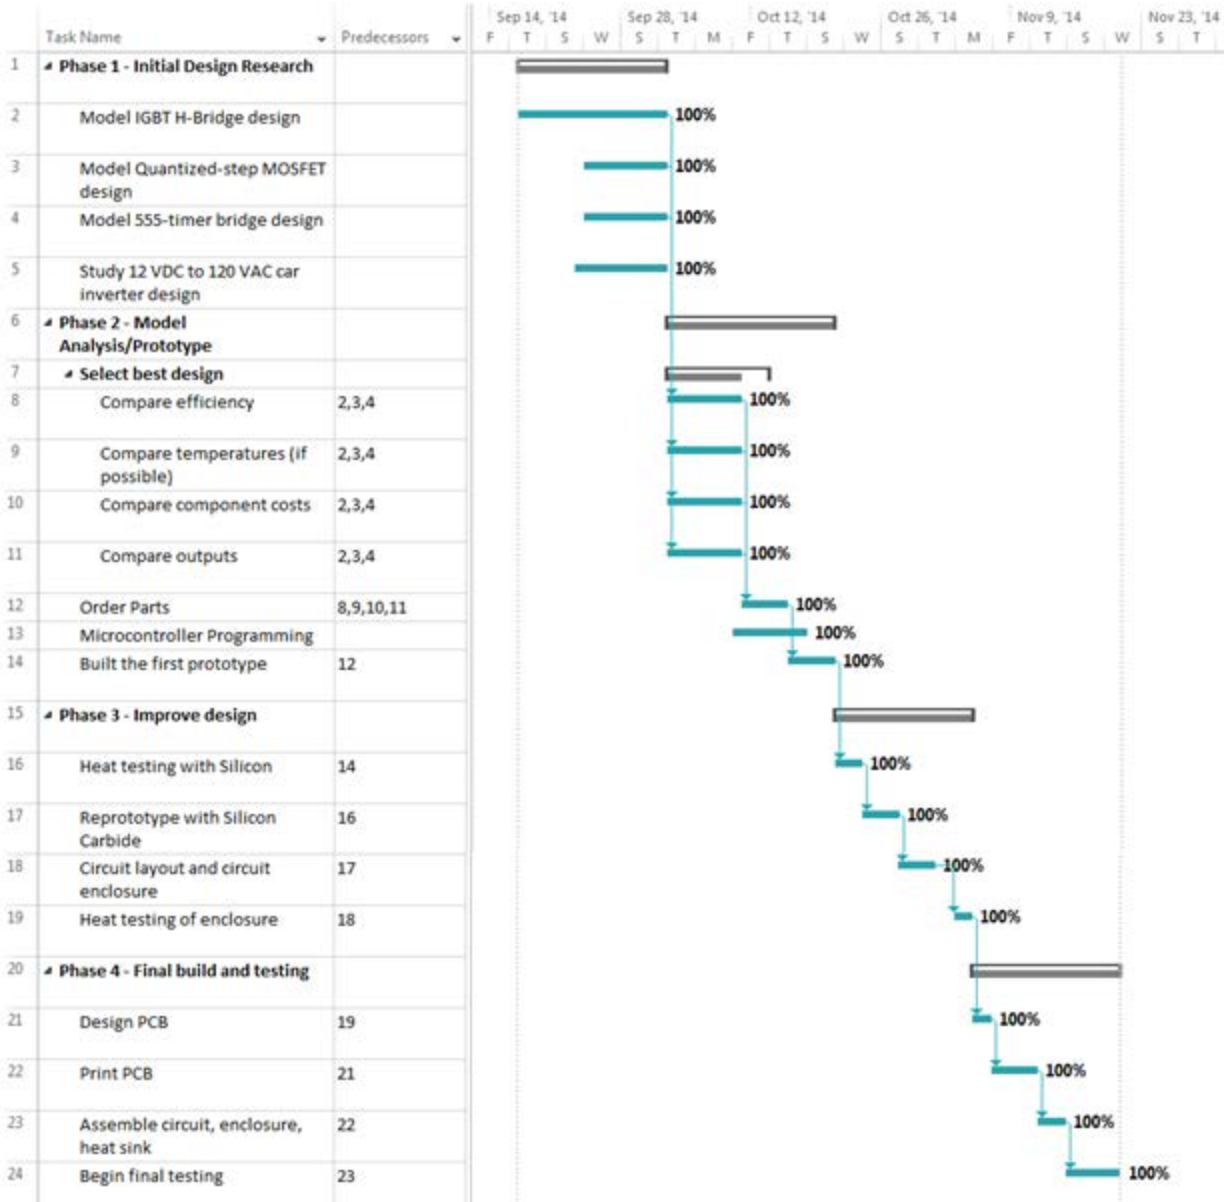 Sep 14, '14 Sep 28, '14 Oct 12, '14 Oct 26, '14 Nov 9, '14 Nov 23, '14
Task Name Predecessors F T S W S T M F T S W S T M F T S W S T
1 Phase 1 - Initial Design Research
2 Model IGBT H-Bridge design 100%
3 Model Quantized-step MOSFET 100%
design
4 Model 555-timer bridge design 100%
5 Study 12 VDC to 120 VAC car 100%
inverter design
6 Phase 2 - Model
Analysis/Prototype
7 Select best design
8 Compare efficiency 2,3,4 100%
9 Compare temperatures (if 2,3,4 100%
possible)
10 Compare component costs 2,3,4 100%
11 Compare outputs 2,3,4 100%
12 Order Parts 8,9,10,11 100%
13 Microcontroller Programming 100%
14 Built the first prototype 12 100%
15 Phase 3 - Improve design
16 Heat testing with Silicon 14 100%
17 Reprototype with Silicon 16 100%
Carbide
18 Circuit layout and circuit 17 100%
enclosure
19 Heat testing of enclosure 18 100%
20 Phase 4 - Final build and testing
21 Design PCB 19 100%
22 Print PCB 21 100%
23 Assemble circuit, enclosure, 22 100%
heat sink
24 Begin final testing 23 100%